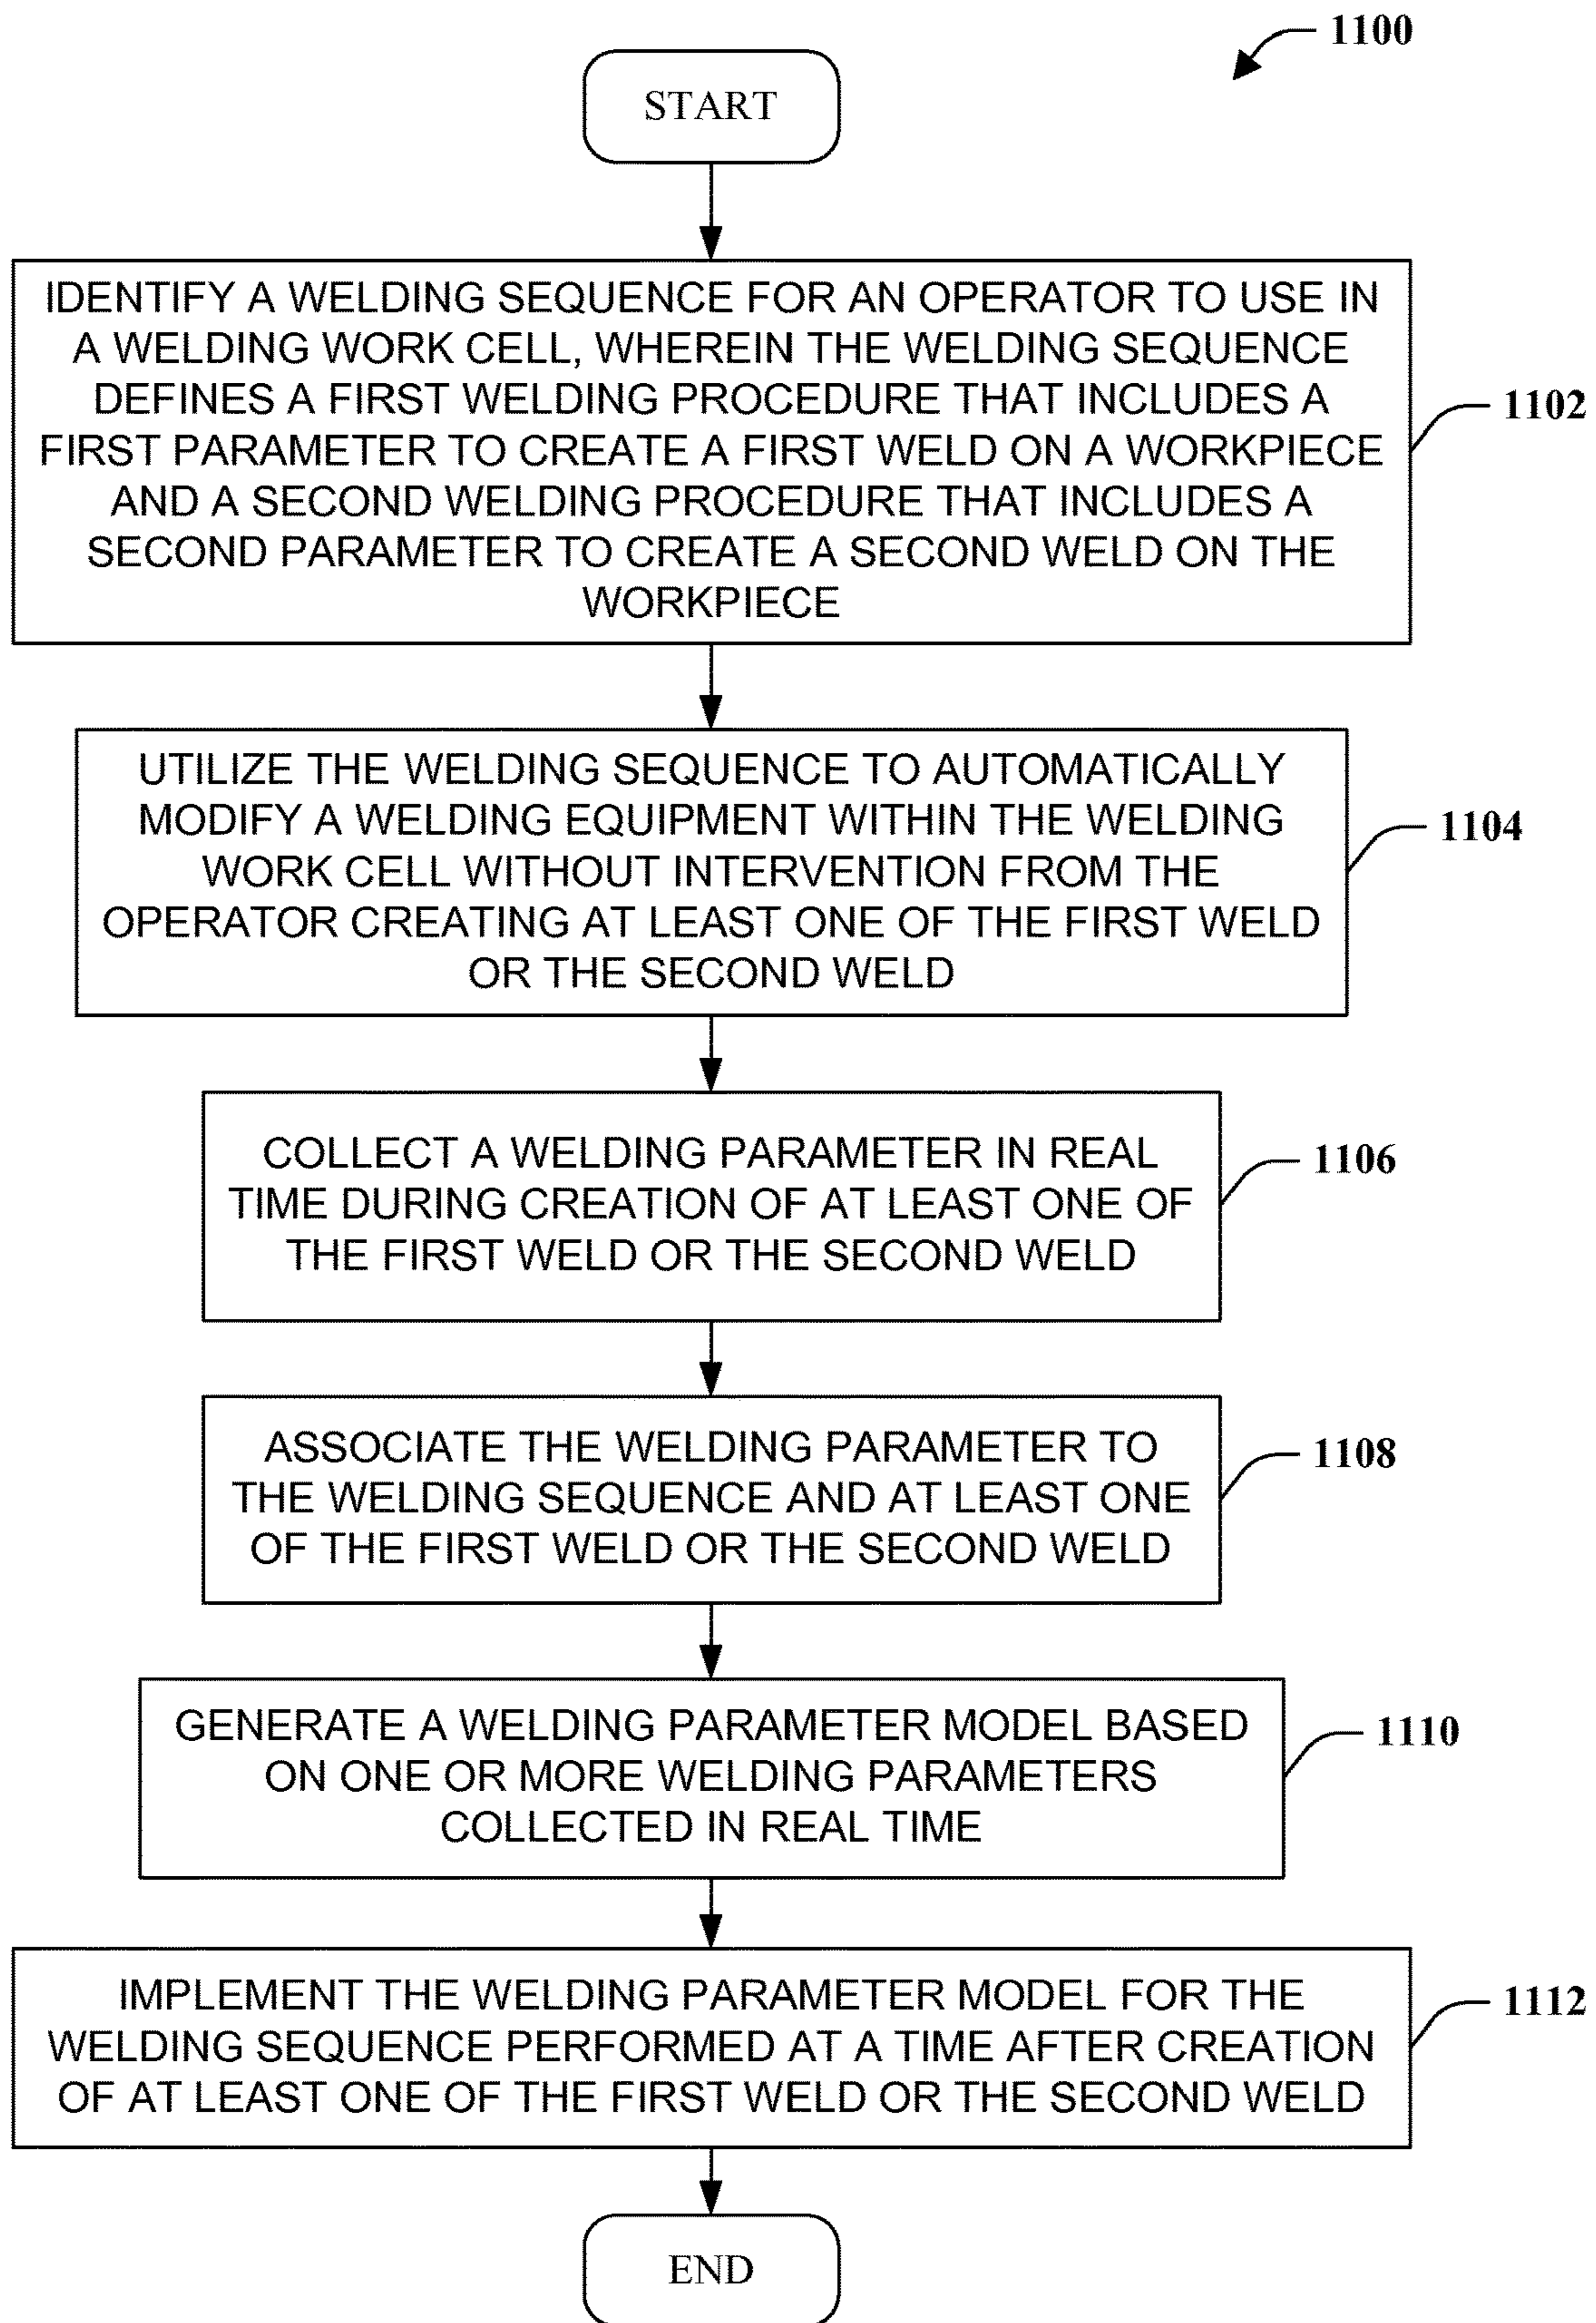 1100
START
IDENTIFY A WELDING SEQUENCE FOR AN OPERATOR TO USE IN
A WELDING WORK CELL, WHEREIN THE WELDING SEQUENCE
DEFINES A FIRST WELDING PROCEDURE THAT INCLUDES A
FIRST PARAMETER TO CREATE A FIRST WELD ON A WORKPIECE
AND A SECOND WELDING PROCEDURE THAT INCLUDES A
SECOND PARAMETER TO CREATE A SECOND WELD ON THE
WORKPIECE
1102
UTILIZE THE WELDING SEQUENCE TO AUTOMATICALLY
MODIFY A WELDING EQUIPMENT WITHIN THE WELDING
WORK CELL WITHOUT INTERVENTION FROM THE
OPERATOR CREATING AT LEAST ONE OF THE FIRST WELD
OR THE SECOND WELD
1104
COLLECT A WELDING PARAMETER IN REAL
TIME DURING CREATION OF AT LEAST ONE OF
THE FIRST WELD OR THE SECOND WELD
1106
ASSOCIATE THE WELDING PARAMETER TO
THE WELDING SEQUENCE AND AT LEAST ONE
OF THE FIRST WELD OR THE SECOND WELD
1108
GENERATE A WELDING PARAMETER MODEL BASED
ON ONE OR MORE WELDING PARAMETERS
COLLECTED IN REAL TIME
1110
IMPLEMENT THE WELDING PARAMETER MODEL FOR THE
WELDING SEQUENCE PERFORMED AT A TIME AFTER CREATION
OF AT LEAST ONE OF THE FIRST WELD OR THE SECOND WELD
1112
END